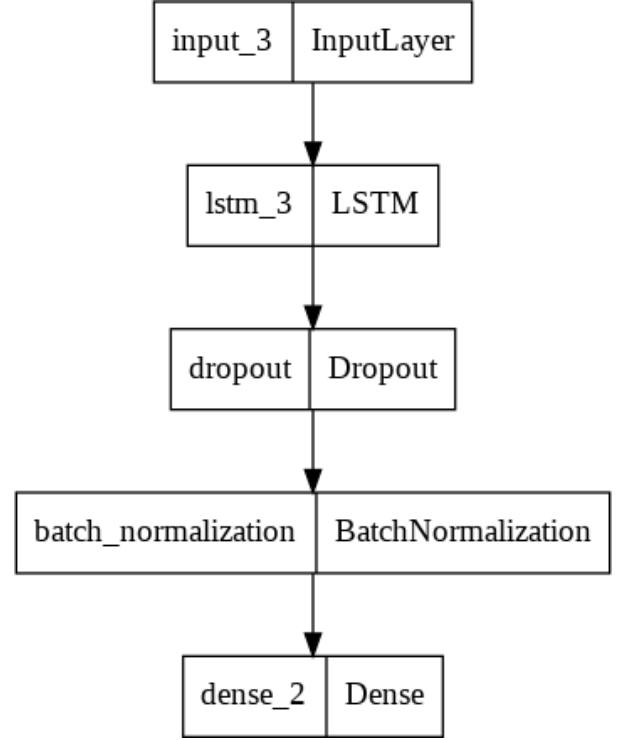 input_3 InputLayer
lstm_3 LSTM
dropout Dropout
batch_normalization BatchNormalization
dense_2 Dense